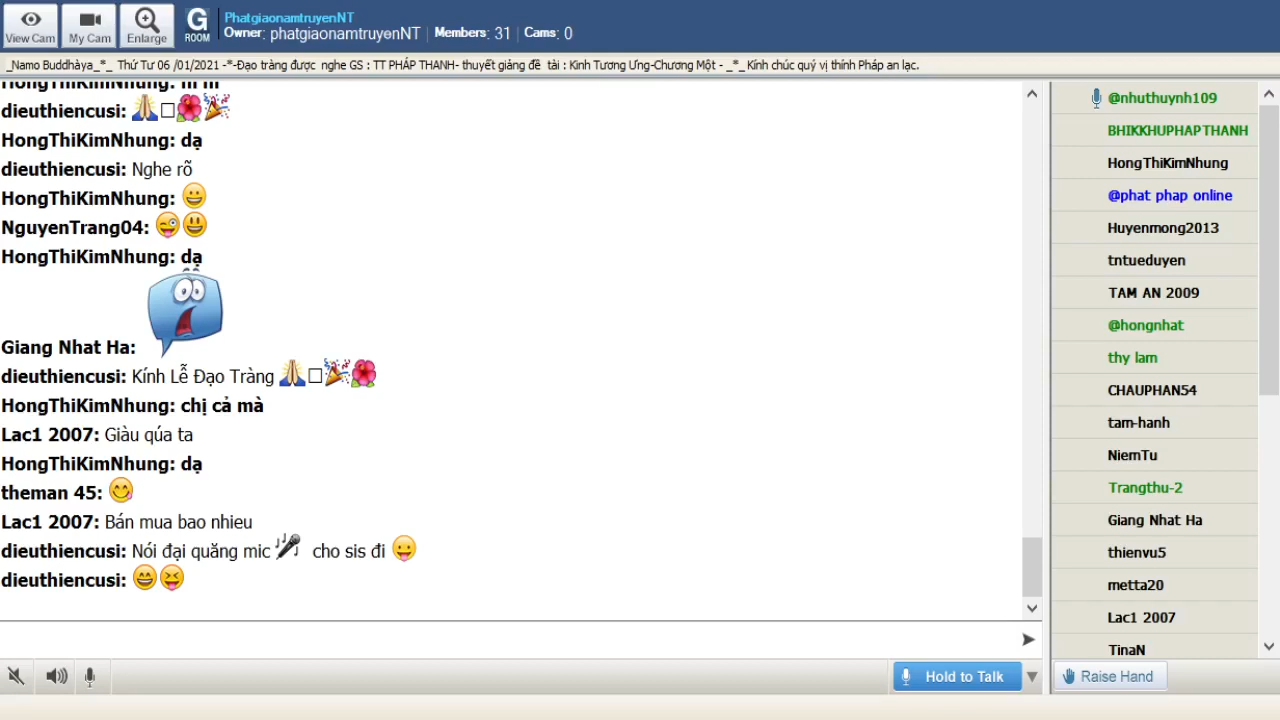 View Cam
My Cam
Enlarge
G
ROOM
PhatgiaonamtruyenNT
Owner: phatgiaonamtruyenNT | Members: 31 | Cams: 0
_Namo Buddhàya_*_ Thứ Tư 06 /01/2021 -*-Đạo tràng được nghe GS : TT PHÁP THANH- thuyết giảng đề tài : Kinh Tương Ưng-Chương Một - _*_Kính chúc quý vị thính Pháp an lạc.
HongThiKimNhung: hi hi
dieuthiencusi: 🙏□🌺🎉
HongThiKimNhung: dạ
dieuthiencusi: Nghe rõ
HongThiKimNhung: 😀
NguyenTrang04: 😜😃
HongThiKimNhung: dạ
Giang Nhat Ha:
dieuthiencusi: Kính Lễ Đạo Tràng 🙏□🎉🌺
HongThiKimNhung: chị cả mà
Lac1 2007: Giàu qúa ta
HongThiKimNhung: dạ
theman 45: 😋
Lac1 2007: Bán mua bao nhieu
dieuthiencusi: Nói đại quăng mic 🎤 cho sis đi 😛
dieuthiencusi: 😄😝
Hold to Talk
@nhuthuynh109
BHIKKHUPHAPTHANH
HongThiKimNhung
@phat phap online
Huyenmong2013
tntueduyen
TAM AN 2009
@hongnhat
thy lam
CHAUPHAN54
tam-hanh
NiemTu
Trangthu-2
Giang Nhat Ha
thienvu5
metta20
Lac1 2007
TinaN
Raise Hand